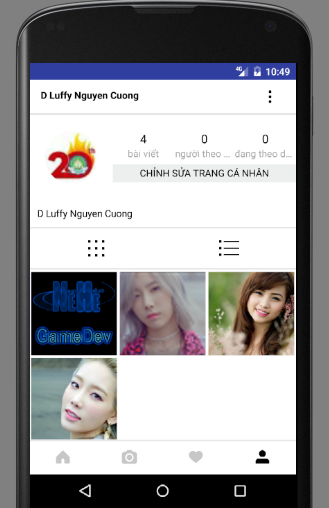 4G 10:49
D Luffy Nguyen Cuong
4 0 0
bài viết người theo ... đang theo d...
CHỈNH SỬA TRANG CÁ NHÂN
20th
D Luffy Nguyen Cuong
NeHe
GameDev